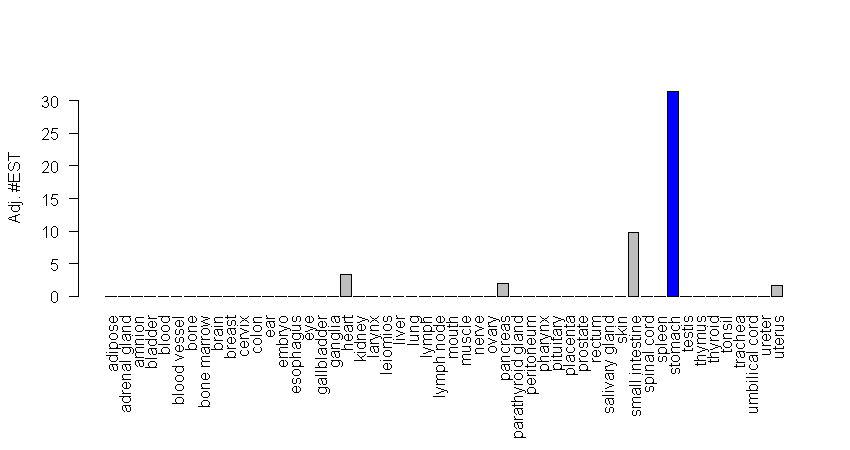 Adj. #EST
30
25
20
15
10
5
0
adipose
adrenal gland
amnion
bladder
blood
blood vessel
bone
bone marrow
brain
breast
cervix
colon
ear
embryo
esophagus
eye
gallbladder
ganglia
heart
kidney
larynx
leiomios
liver
lung
lymph
lymph node
mouth
muscle
nerve
ovary
pancreas
parathyroid gland
peritoneum
pharynx
pituitary
placenta
prostate
rectum
salivary gland
skin
small intestine
spinal cord
spleen
stomach
testis
thymus
thyroid
tonsil
trachea
umbilical cord
ureter
uterus